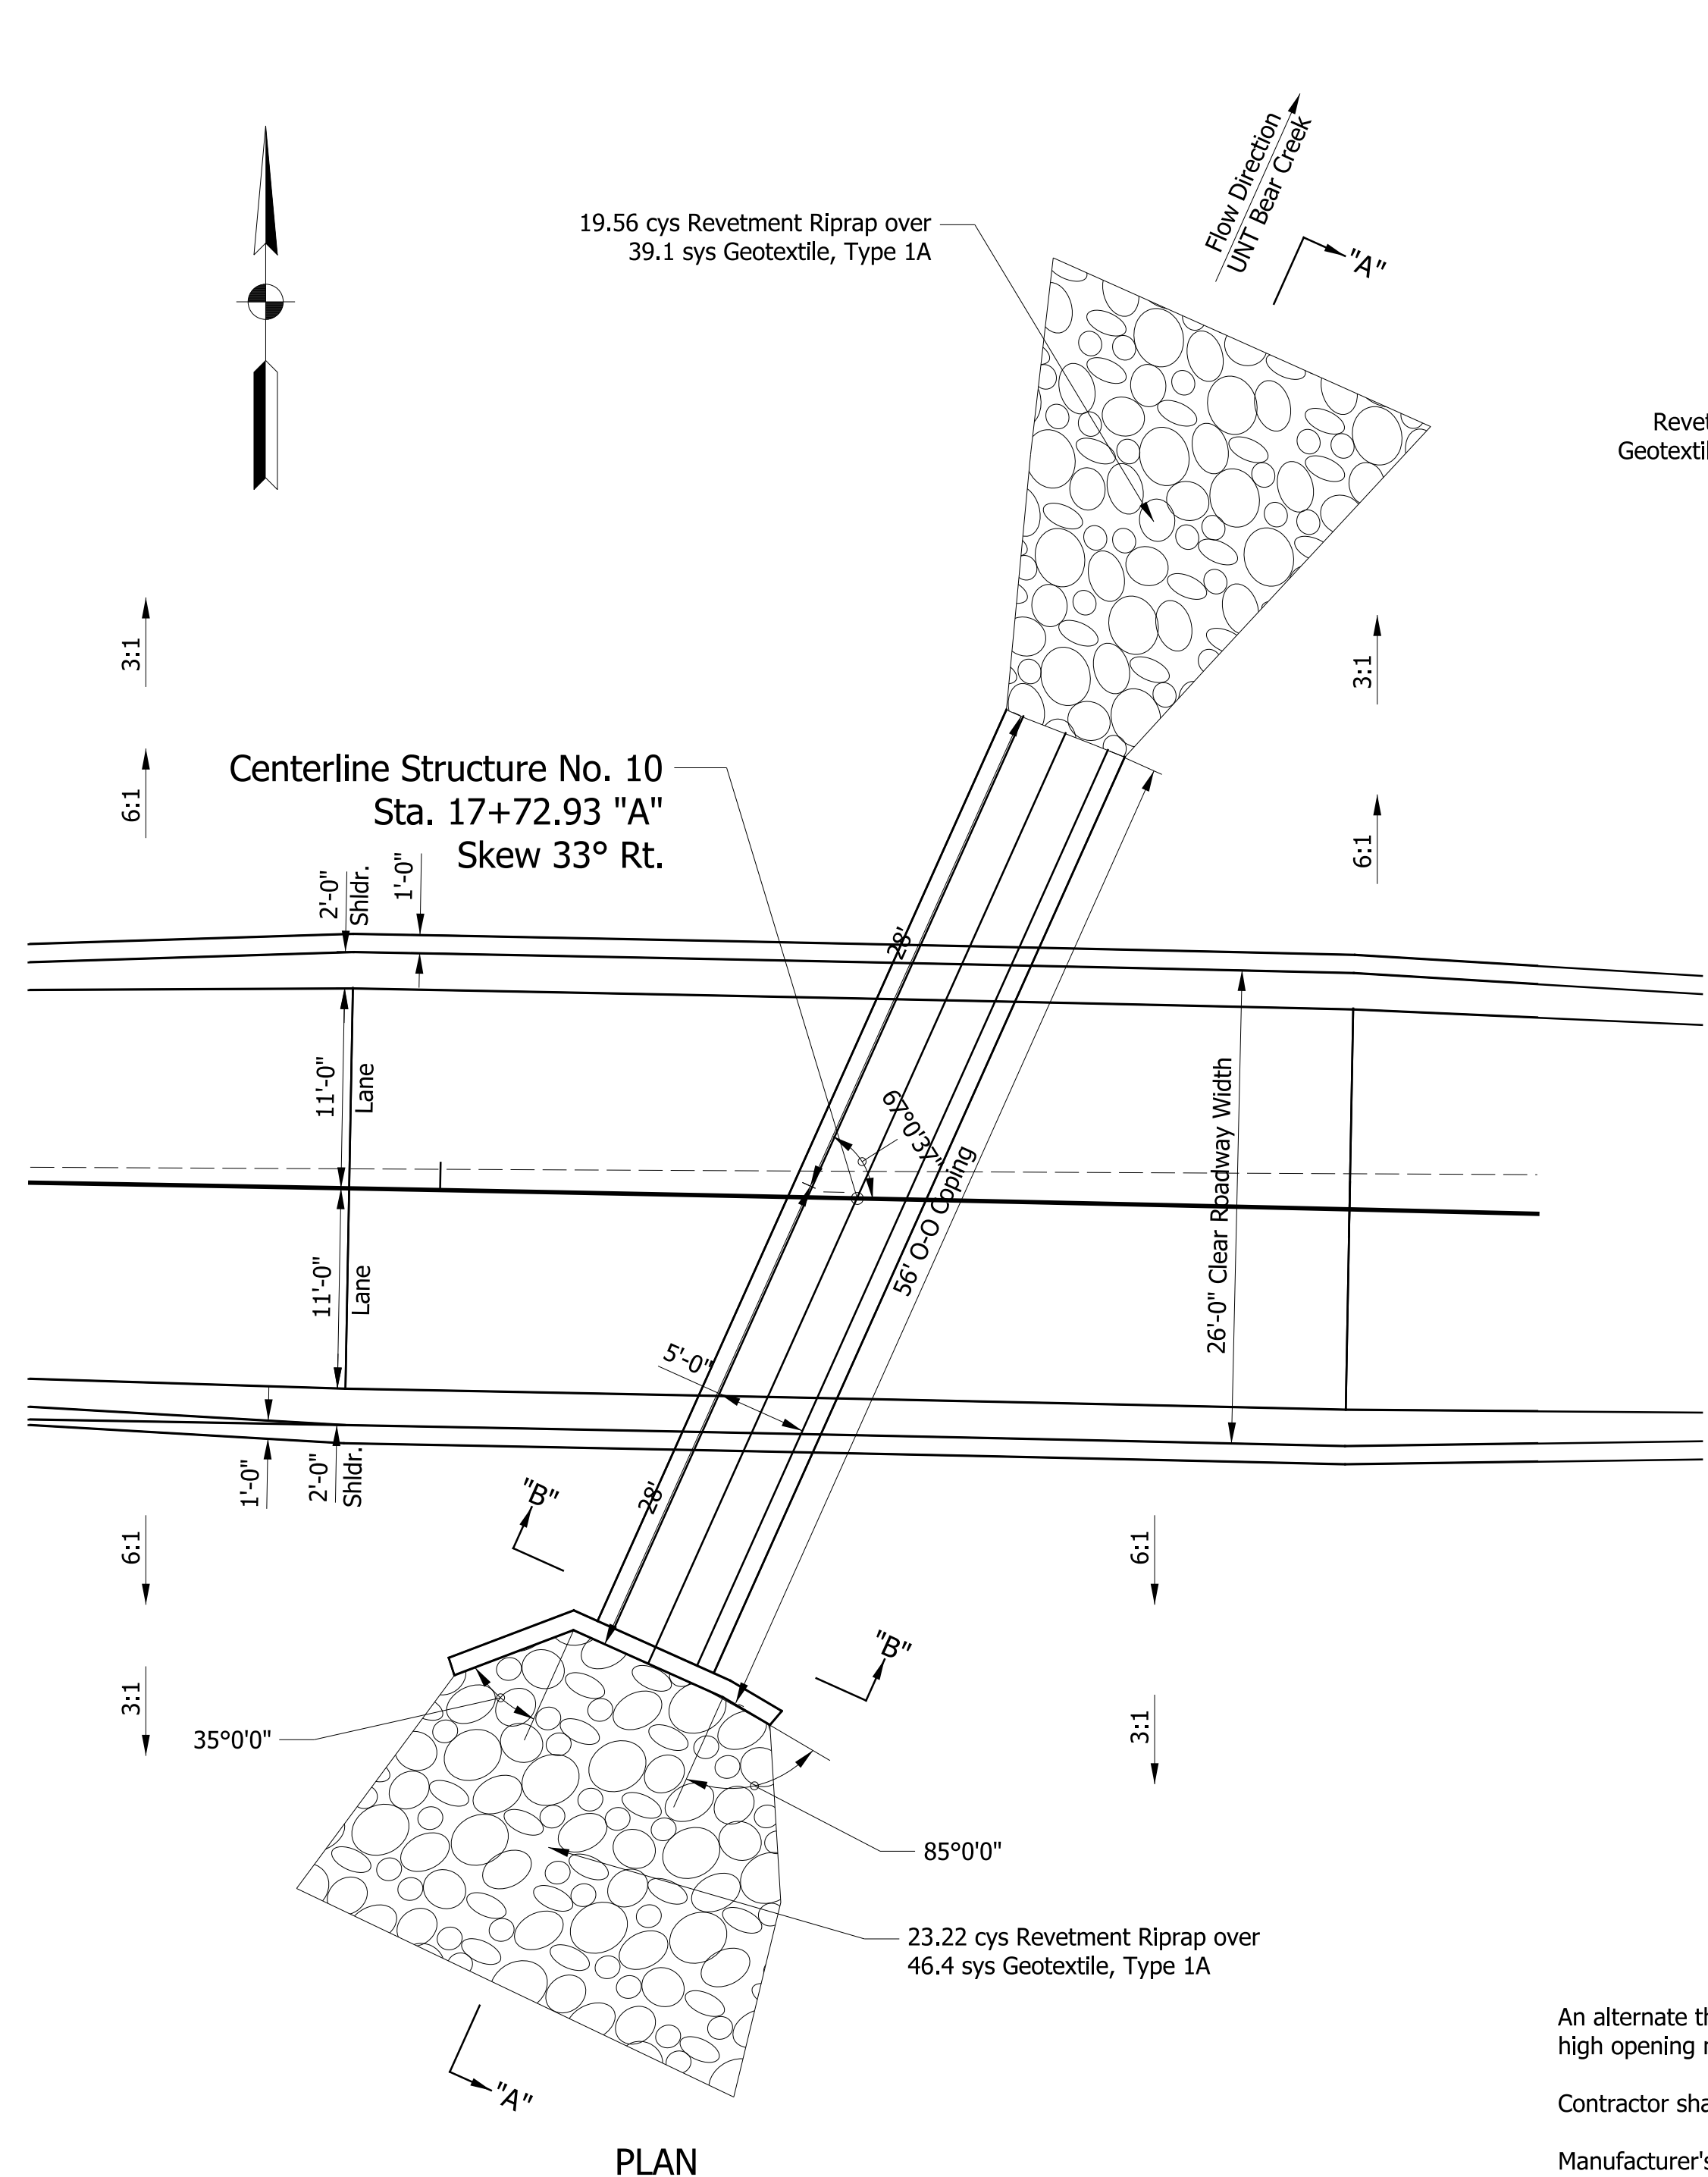 Flow Direction
UNT Bear Creek
"A"
19.56 cys Revetment Riprap over
39.1 sys Geotextile, Type 1A
3:1
3:1
6:1
6:1
Centerline Structure No. 10
Sta. 17+72.93 "A"
Skew 33° Rt.
2'-0"
Shldr.
1'-0"
28'
11'-0"
Lane
67°0'37"
26'-0" Clear Roadway Width
56' O-O Coping
11'-0"
Lane
5'-0"
1'-0"
2'-0"
Shldr.
28'
"B"
6:1
6:1
"B"
3:1
3:1
35°0'0"
85°0'0"
23.22 cys Revetment Riprap over
46.4 sys Geotextile, Type 1A
"A"
PLAN
An alternate
high opening
Contractor
Manufacturer's